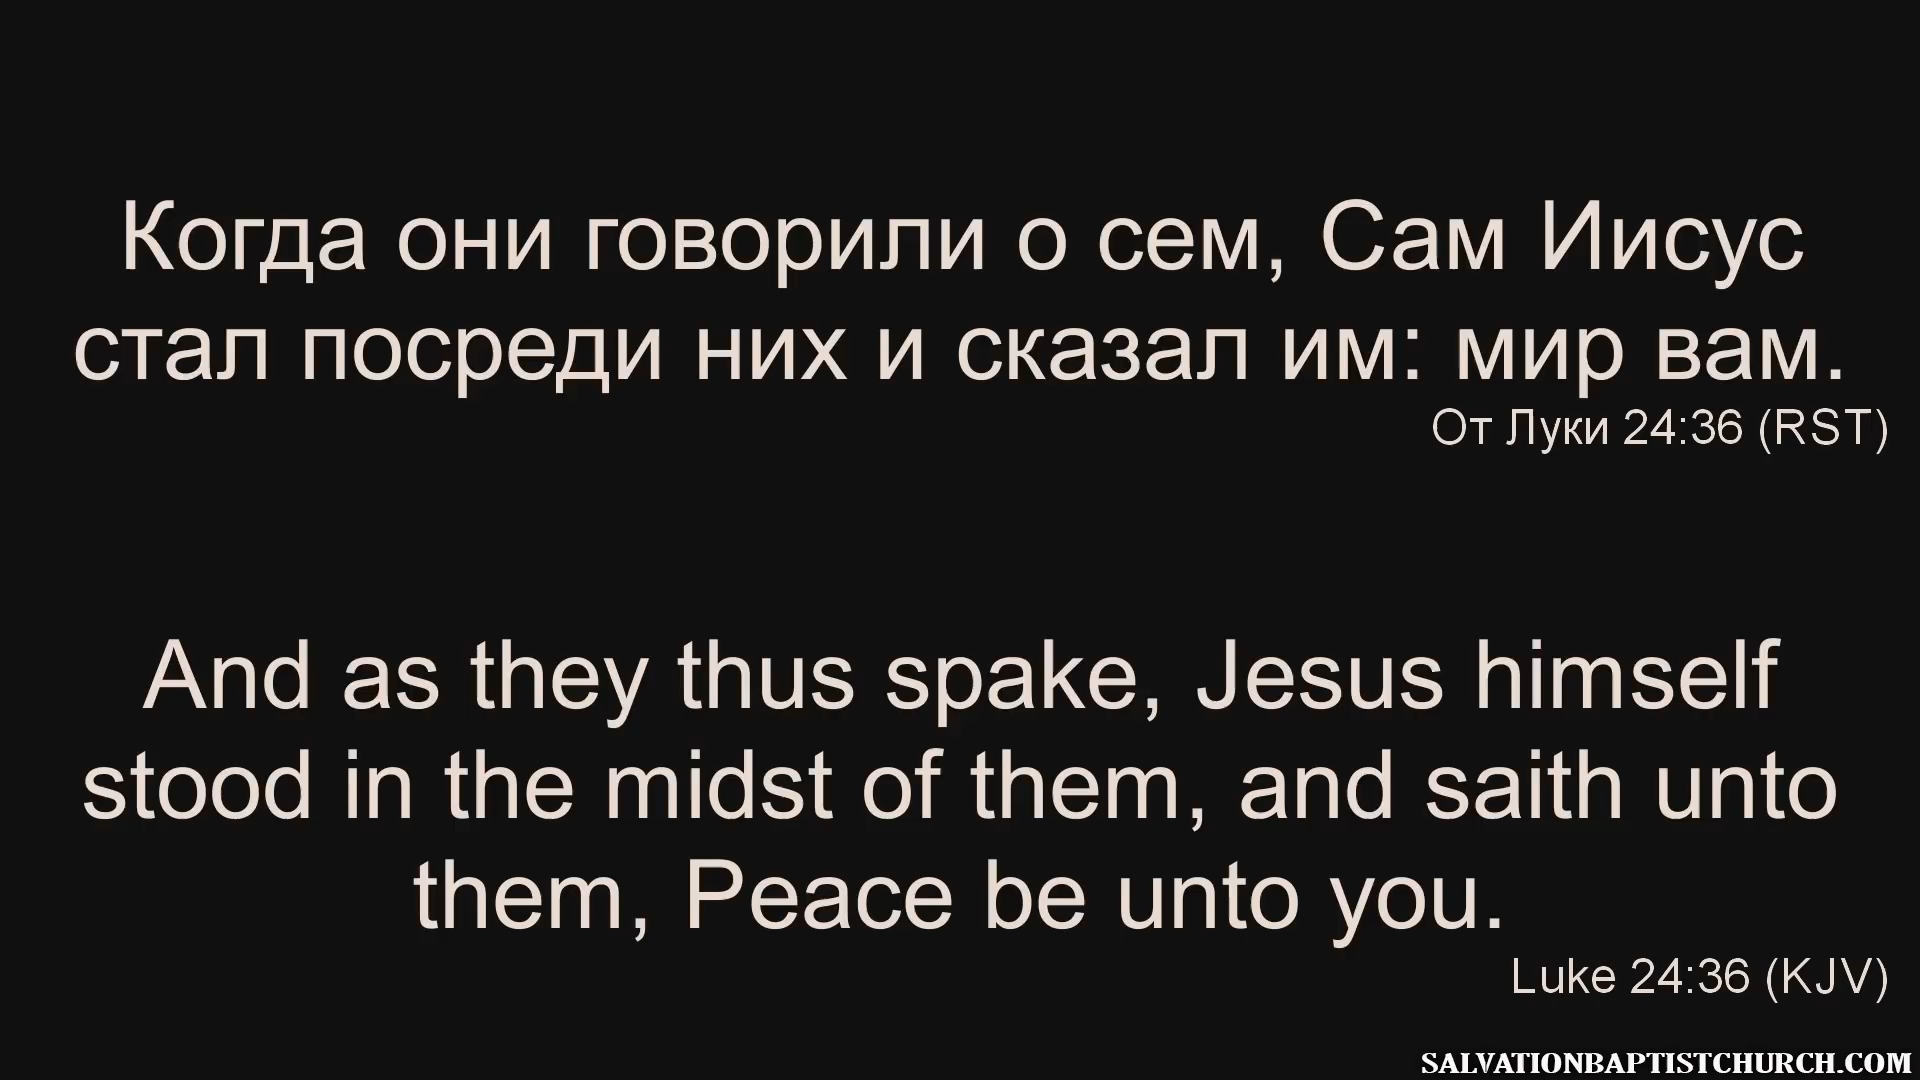 Когда они говорили о сем, Сам Иисус
стал посреди них и сказал им: мир вам.
От Луки 24:36 (RST)
And as they thus spake, Jesus himself
stood in the midst of them, and saith unto
them, Peace be unto you.
Luke 24:36 (KJV)
SALVATIONBAPTISTCHURCH.COM